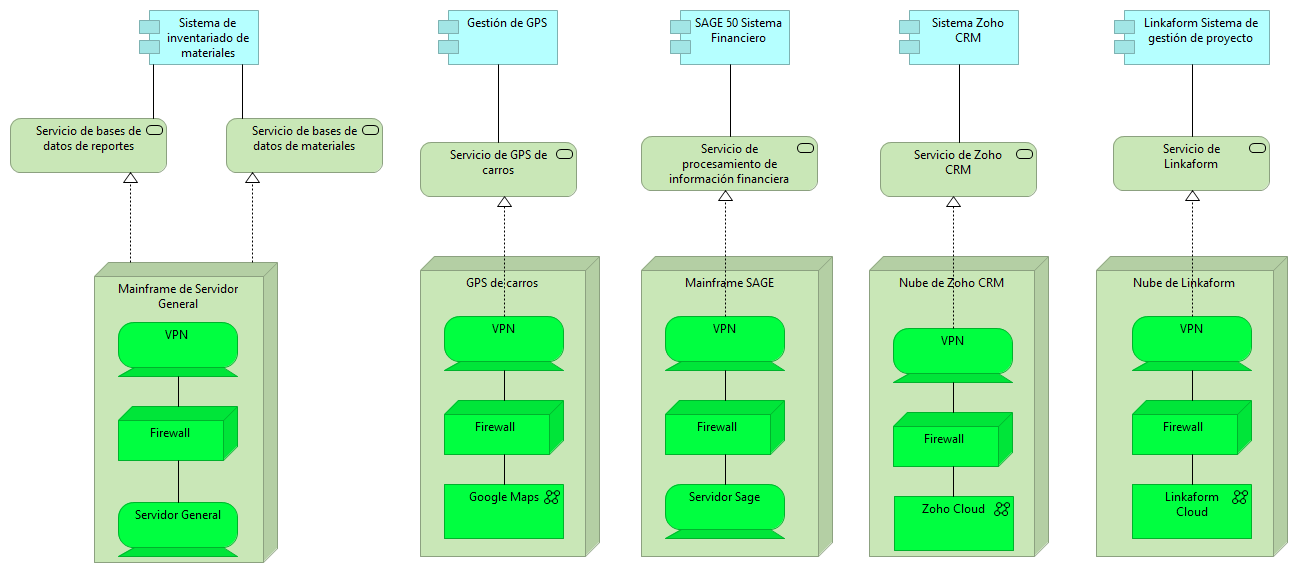 Sistema de
inventariado de
materiales
Gestión de GPS
SAGE 50 Sistema
Financiero
Sistema Zoho
CRM
Linkaform Sistema de
gestión de proyecto
Servicio de bases de
datos de reportes
Servicio de bases de
datos de materiales
Servicio de GPS de
carros
Servicio de
procesamiento de
información financiera
Servicio de Zoho
CRM
Servicio de
Linkaform
Mainframe de Servidor
General
VPN
Firewall
Servidor General
GPS de carros
VPN
Firewall
Google Maps
Mainframe SAGE
VPN
Firewall
Servidor Sage
Nube de Zoho CRM
VPN
Firewall
Zoho Cloud
Nube de Linkaform
VPN
Firewall
Linkaform
Cloud